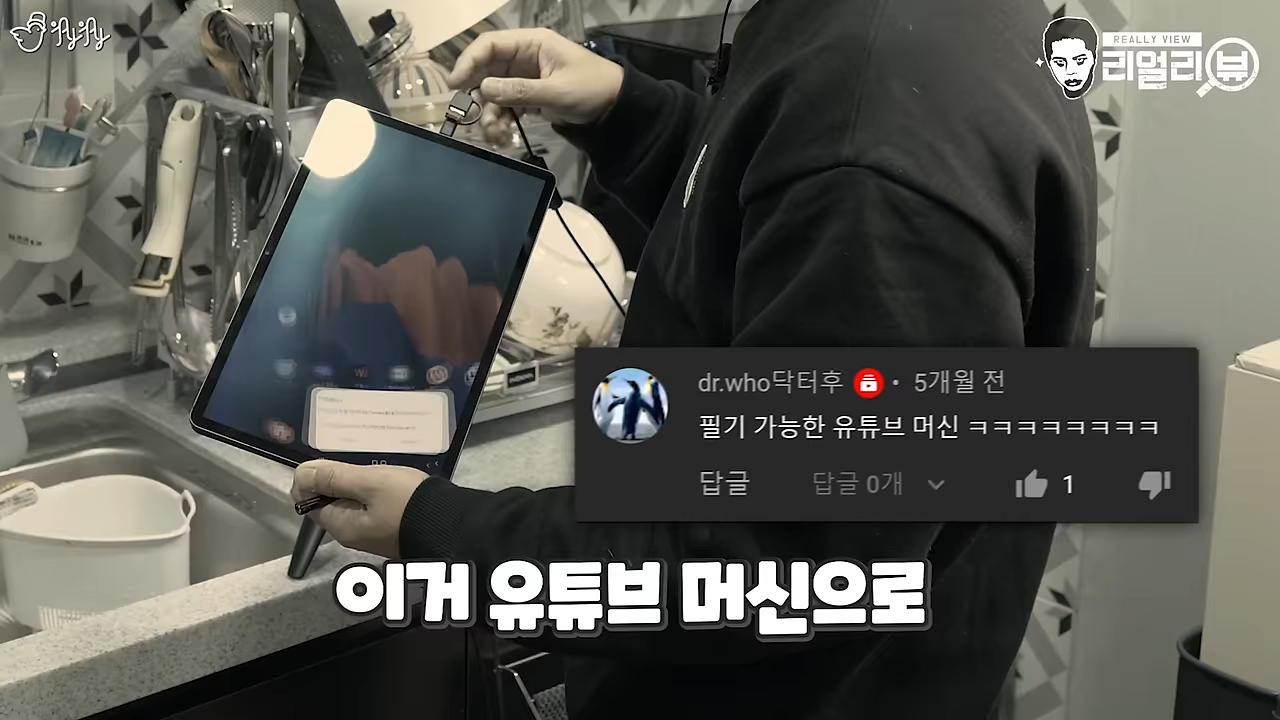 REALLY VIEW
리얼리뷰
dr.who닥터후 • 5개월 전
필기 가능한 유튜브 머신 ㅋㅋㅋㅋㅋㅋㅋㅋ
답글
답글 0개
1
이거 유튜브 머신으로